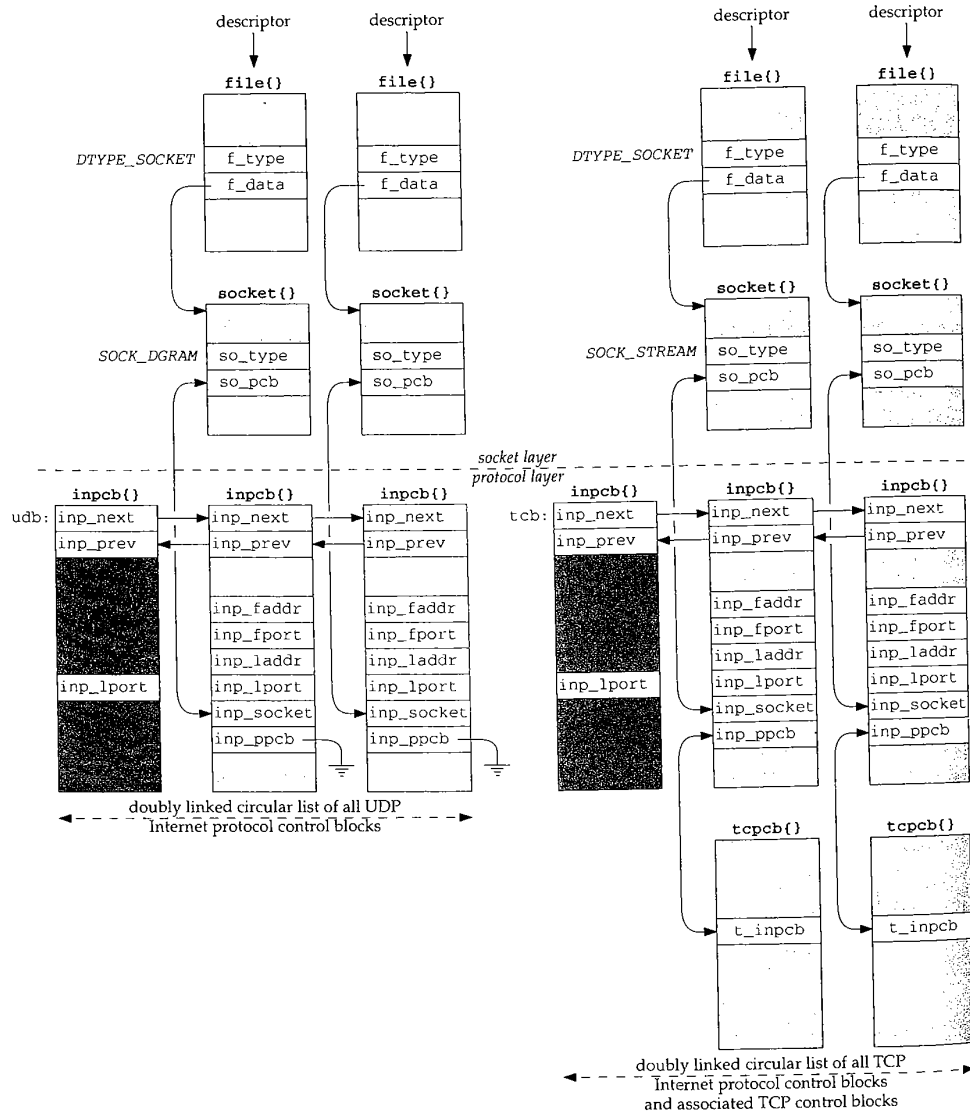 descriptor
descriptor
file{}
file{}
DTYPE_SOCKET
f_type
f_type
f_data
f_data
socket{}
socket{}
SOCK_DGRAM
so_type
so_type
so_pcb
so_pcb
descriptor
descriptor
file{}
file{}
DTYPE_SOCKET
f_type
f_type
f_data
f_data
socket{}
socket{}
SOCK_STREAM
so_type
so_type
so_pcb
so_pcb
socket layer
protocol layer
inpcb{}
inpcb{}
inpcb{}
udb:
inp_next
inp_next
inp_next
inp_prev
inp_prev
inp_prev
inp_faddr
inp_faddr
inp_fport
inp_fport
inp_laddr
inp_laddr
inp_lport
inp_lport
inp_lport
inp_socket
inp_socket
inp_ppcb
inp_ppcb
doubly linked circular list of all UDP
Internet protocol control blocks
inpcb{}
inpcb{}
inpcb{}
tcb:
inp_next
inp_next
inp_next
inp_prev
inp_prev
inp_prev
inp_faddr
inp_faddr
inp_fport
inp_fport
inp_laddr
inp_laddr
inp_lport
inp_lport
inp_lport
inp_socket
inp_socket
inp_ppcb
inp_ppcb
tcpcb{}
tcpcb{}
t_inpcb
t_inpcb
doubly linked circular list of all TCP
Internet protocol control blocks
and associated TCP control blocks